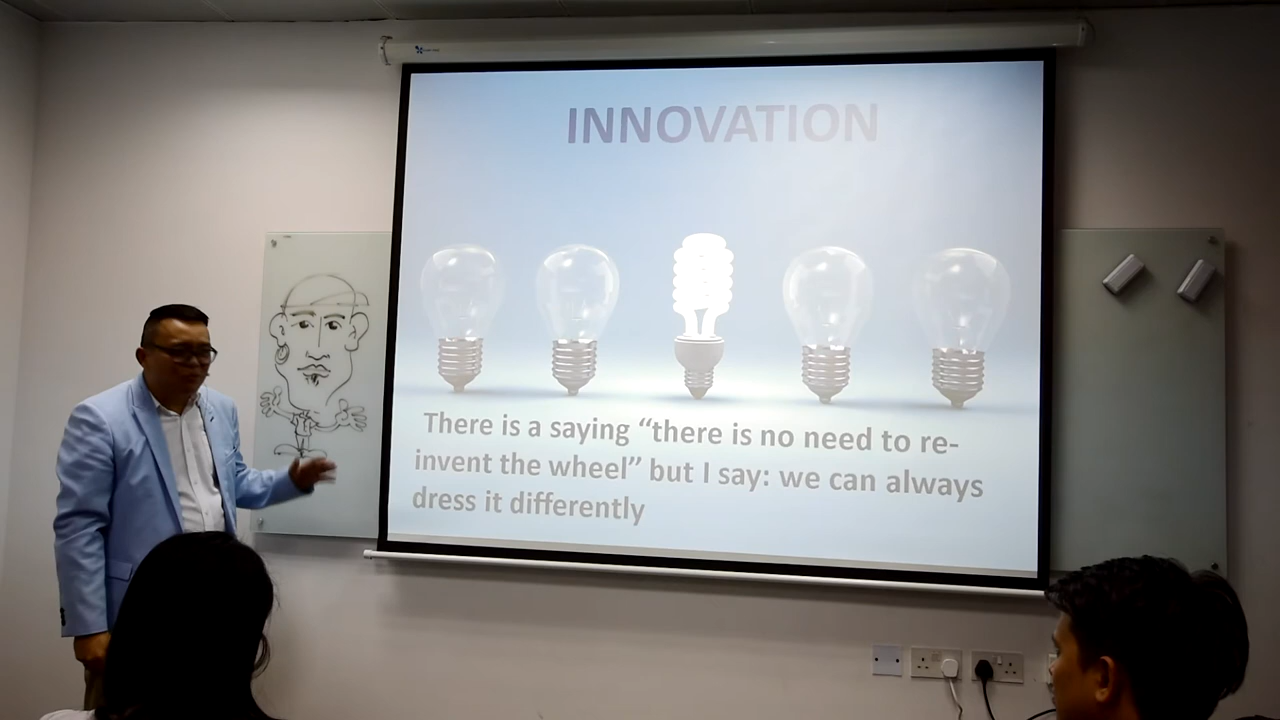 INNOVATION
There is a saying “there is no need to re-
invent the wheel” but I say: we can always
dress it differently